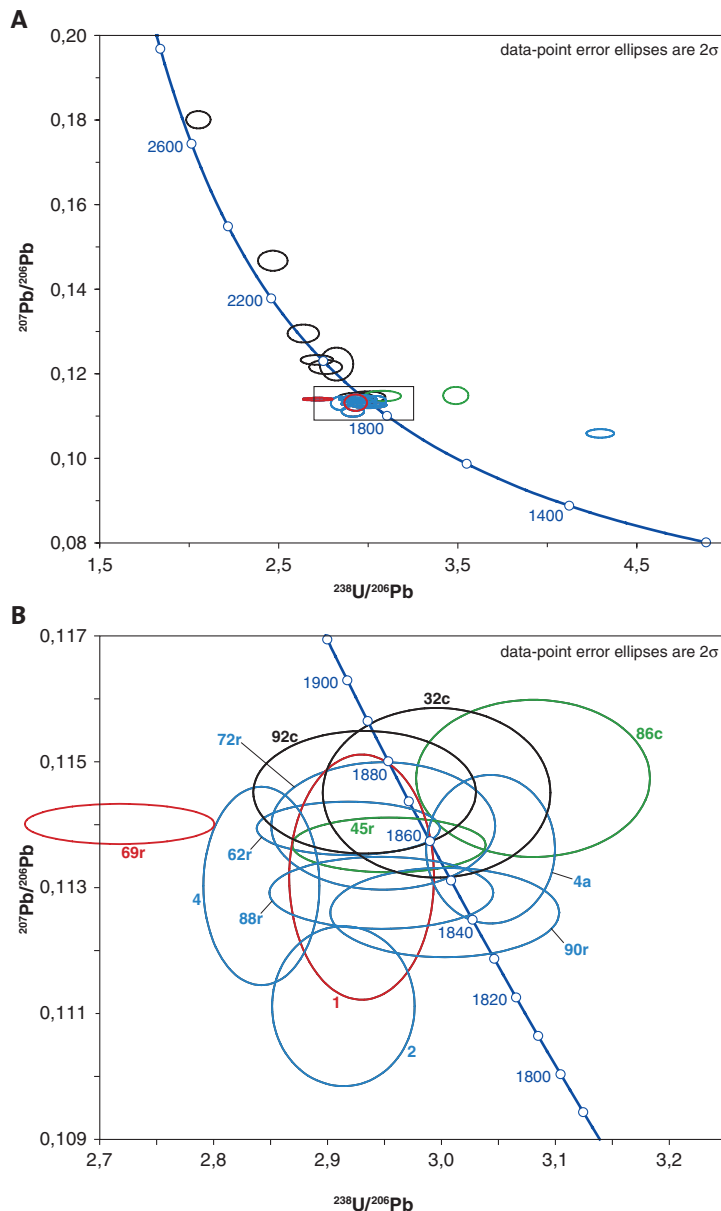 A
0,20
data-point error ellipses are 2σ
0,18
2600
0,16
²⁰⁷Pb/²⁰⁶Pb
0,14
2200
0,12
1800
0,10
1400
0,08
1,5
2,5
3,5
4,5
²³⁸U/²⁰⁶Pb
B
0,117
data-point error ellipses are 2σ
1900
32c
92c
86c
72r
0,115
1880
45r
1860
69r
62r
4a
0,113
4
88r
1840
90r
²⁰⁷Pb/²⁰⁶Pb
1
1820
0,111
2
1800
0,109
2,7
2,8
2,9
3,0
3,1
3,2
²³⁸U/²⁰⁶Pb